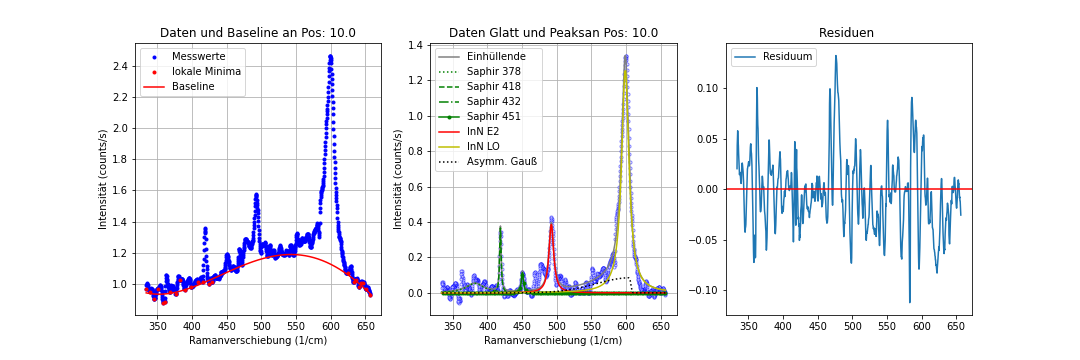 Daten und Baseline an Pos: 10.0
Messwerte
lokale Minima
Baseline
Intensität (counts/s)
2.4
2.2
2.0
1.8
1.6
1.4
1.2
1.0
350 400 450 500 550 600 650
Ramanverschiebung (1/cm)
Daten Glatt und Peaksan Pos: 10.0
Einhüllende
Saphir 378
Saphir 418
Saphir 432
Saphir 451
InN E2
InN LO
Asymm. Gauß
Intensität (counts/s)
1.4
1.2
1.0
0.8
0.6
0.4
0.2
0.0
350 400 450 500 550 600 650
Ramanverschiebung (1/cm)
Residuen
Residuum
0.10
0.05
0.00
−0.05
−0.10
350 400 450 500 550 600 650